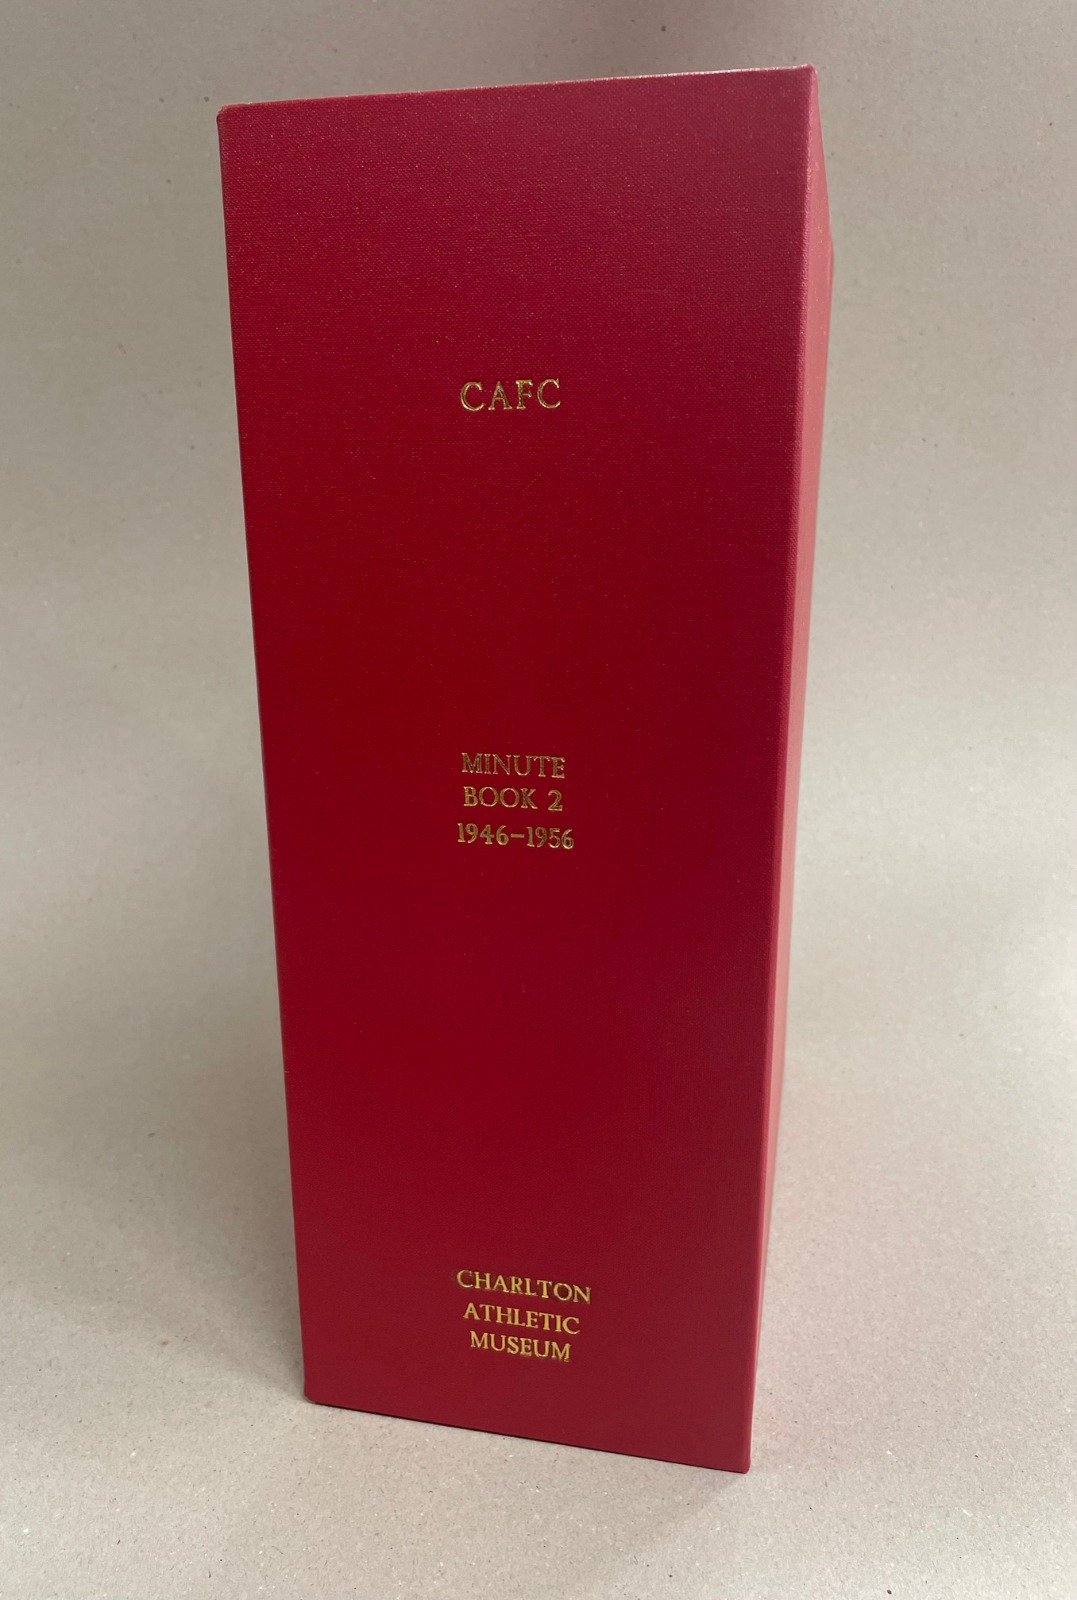 CAFC
MINUTE
BOOK 2
1946–1956
CHARLTON
ATHLETIC
MUSEUM